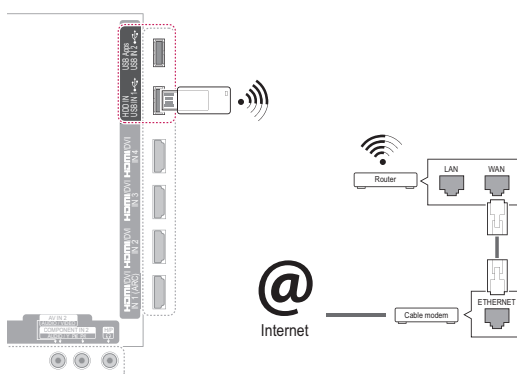 USB Apps
USB IN 2
HDD IN
USB IN 1
HDMI/DVI
IN 4
HDMI/DVI
IN 3
HDMI/DVI
IN 2
HDMI/DVI
IN 1 (ARC)
AV IN 2
AUDIO / VIDEO
COMPONENT IN 2
H/P
Router
LAN
WAN
@
Internet
Cable modem
ETHERNET